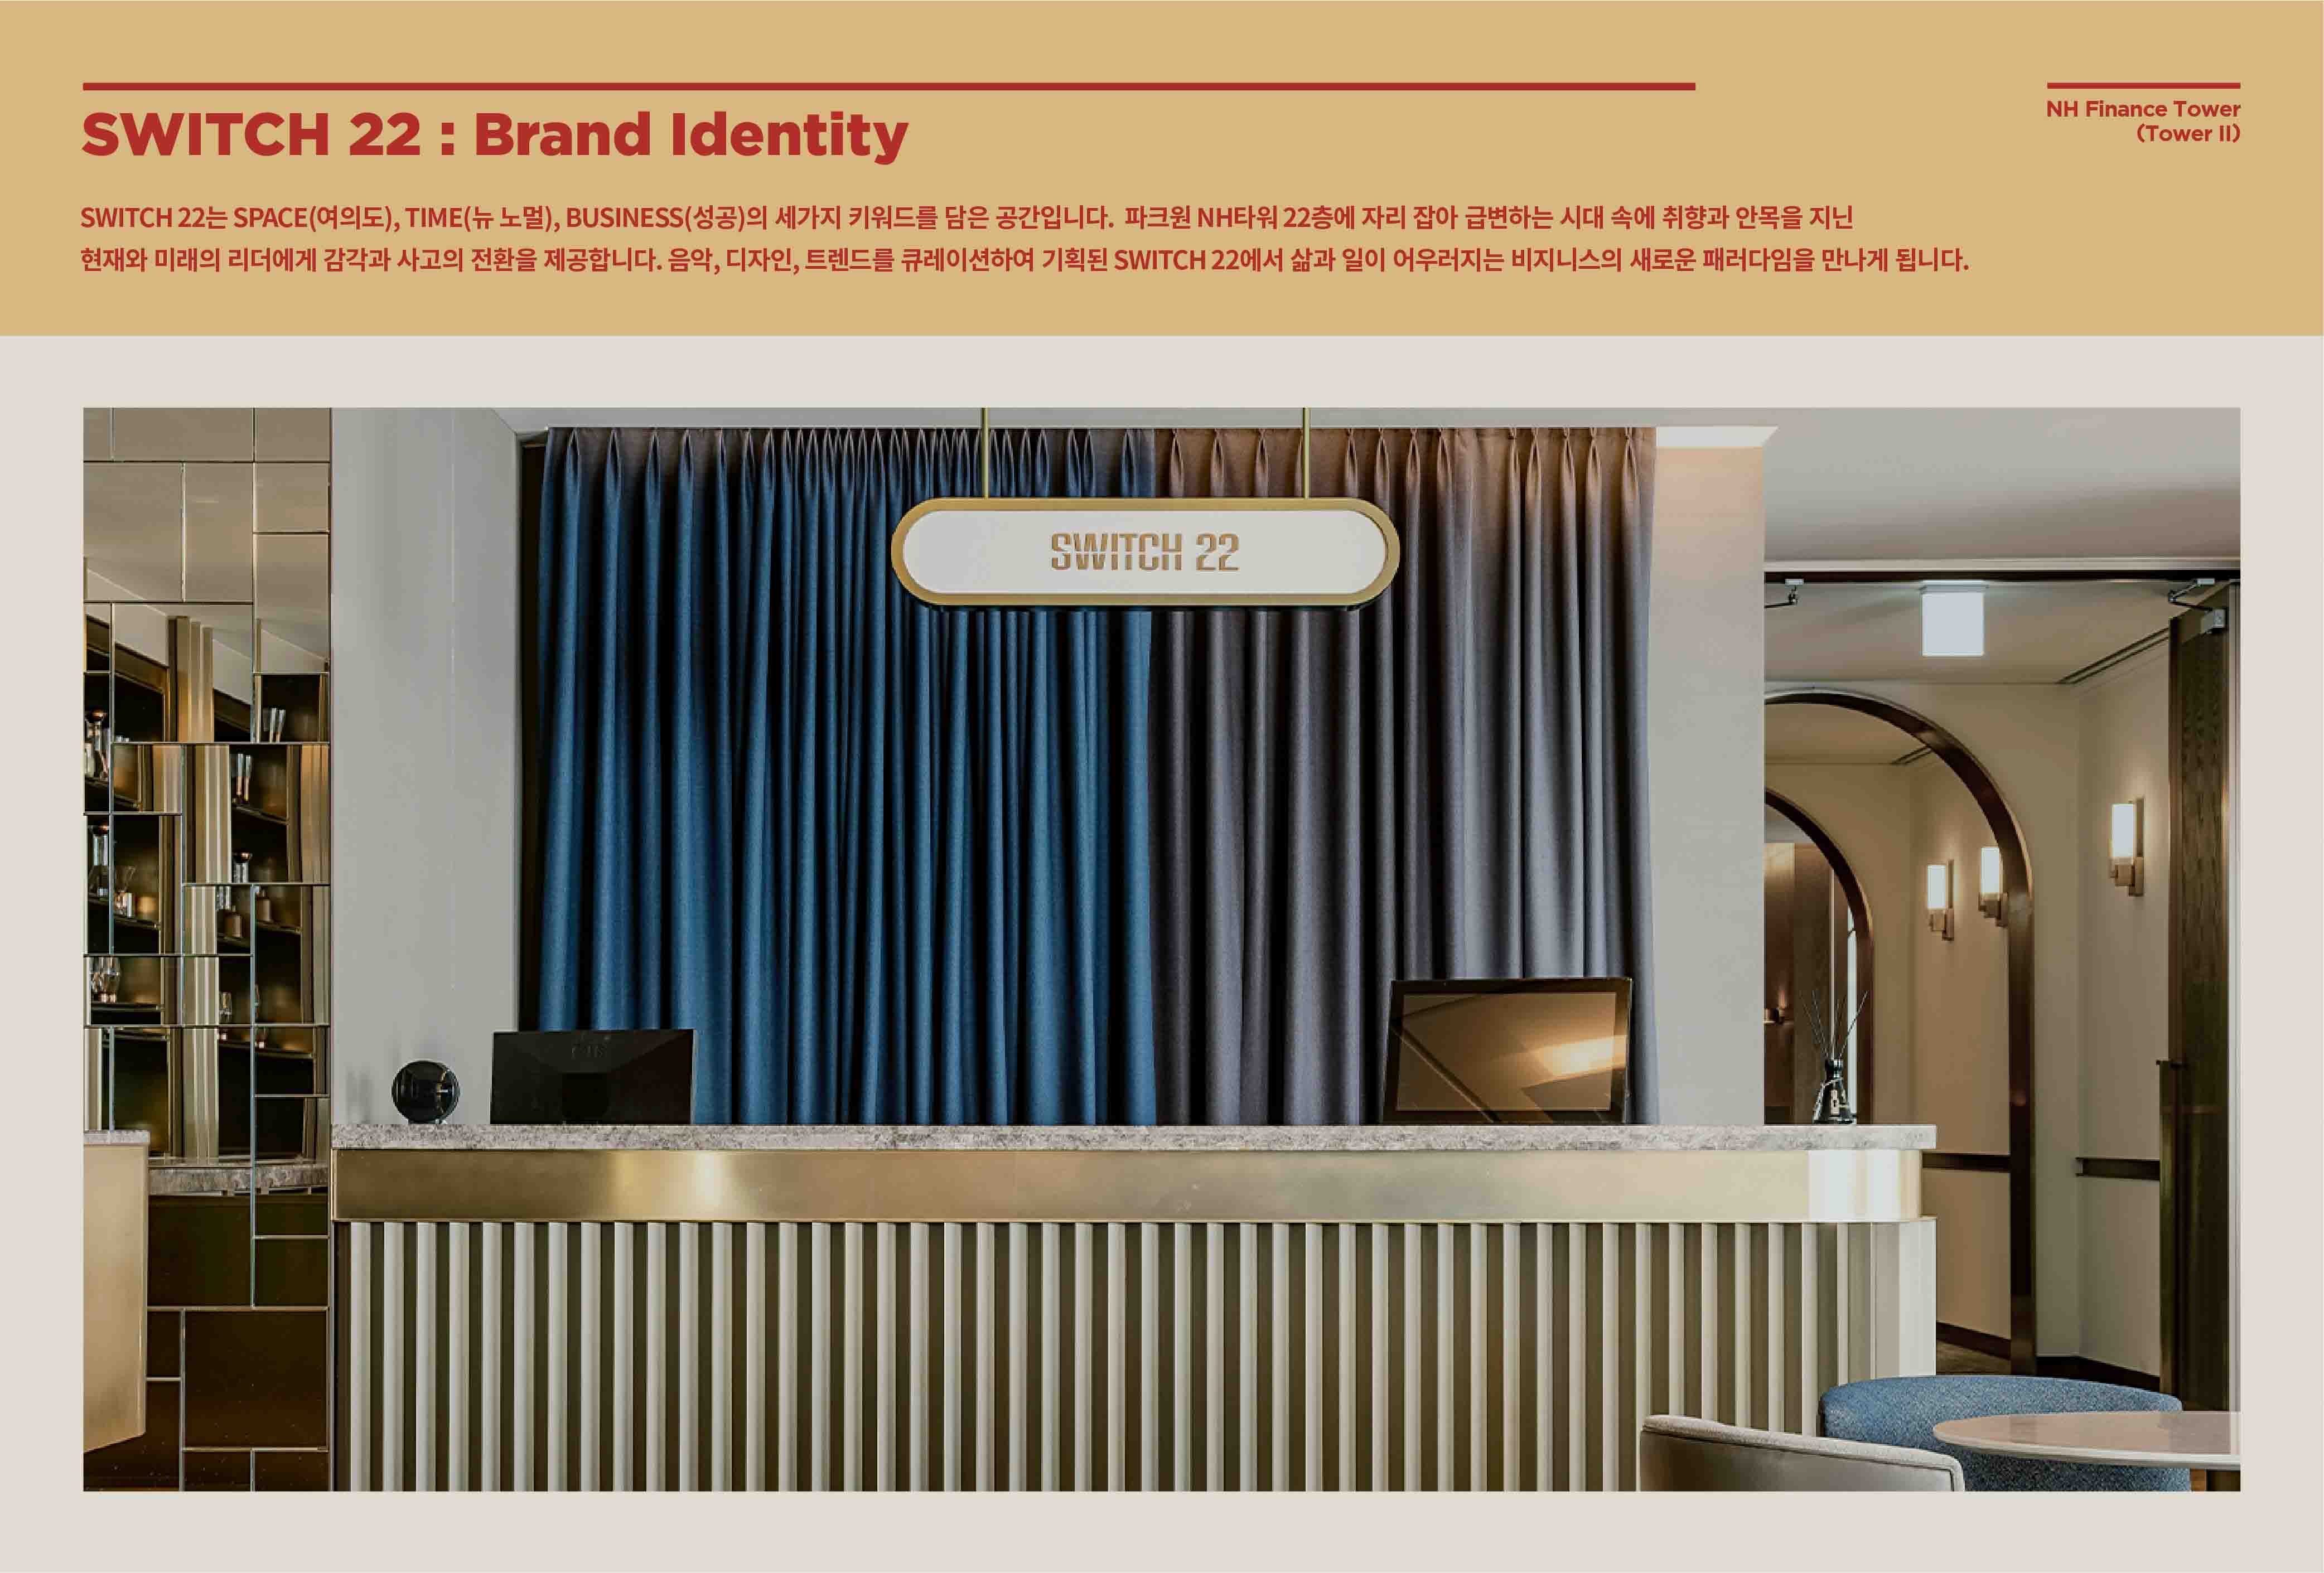 SWITCH 22 : Brand Identity
NH Finance Tower
(Tower II)
SWITCH 22는 SPACE(여의도), TIME(뉴 노멀), BUSINESS(성공)의 세가지 키워드를 담은 공간입니다. 파크원 NH타워 22층에 자리 잡아 급변하는 시대 속에 취향과 안목을 지닌
현재와 미래의 리더에게 감각과 사고의 전환을 제공합니다. 음악, 디자인, 트렌드를 큐레이션하여 기획된 SWITCH 22에서 삶과 일이 어우러지는 비지니스의 새로운 패러다임을 만나게 됩니다.
SWITCH 22